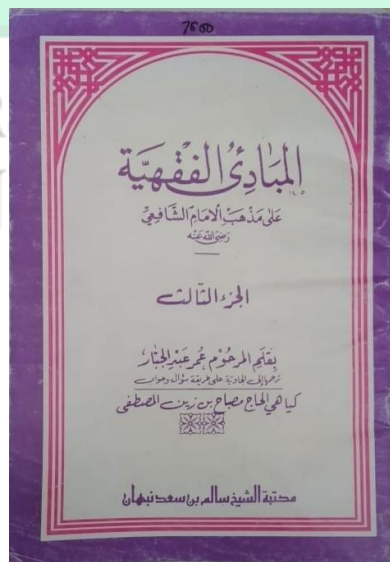 7500
المبادئ الفقهية
على مذهب الامام الشافعي
رضي الله عنه
الجزء الثالث
بقلم المرحوم عمر عبد الجبار
ترجمها إلى الجاوية على طريقة سؤال وجواب
كياهي الحاج مصباح بن زين المصطفى
مكتبة الشيخ سالم بن سعد نبهان